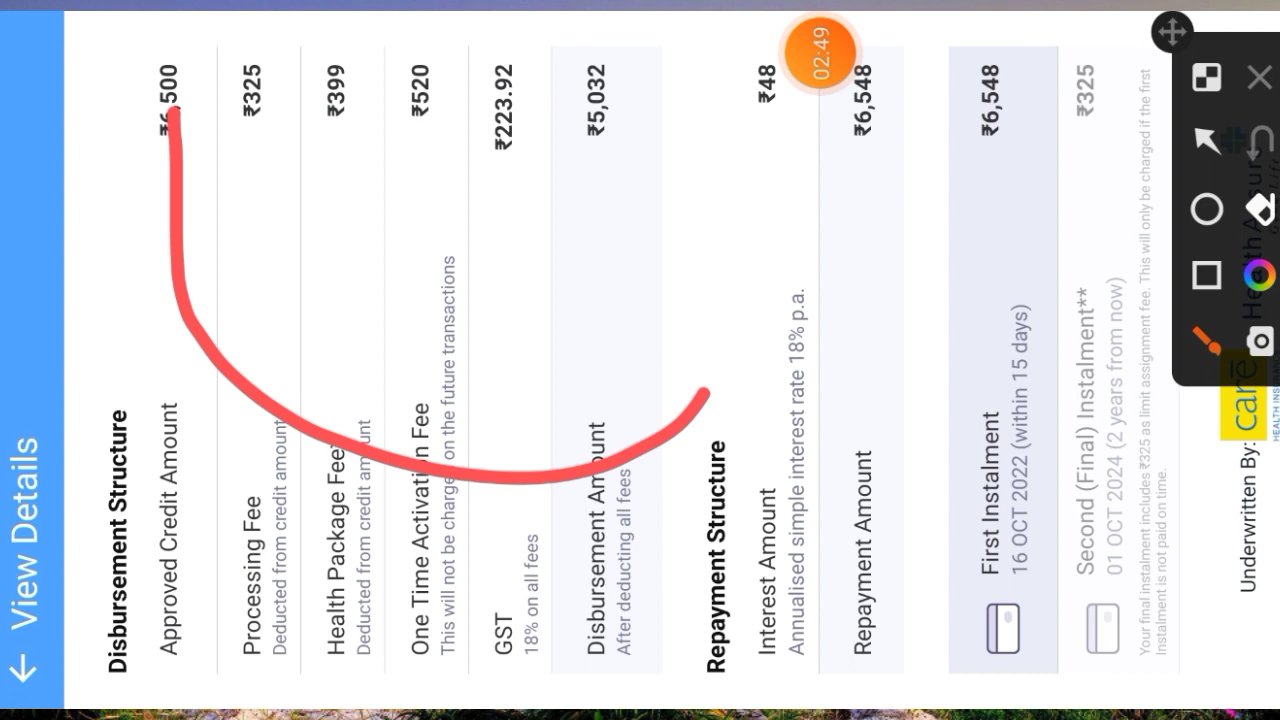 ← View Details
Disbursement Structure
Approved Credit Amount ₹6,500
Processing Fee ₹325
Deducted from credit amount
Health Package Fee ₹399
Deducted from credit amount
One Time Activation Fee ₹520
This will not be charged on the future transactions
GST ₹223.92
18% on all fees
Disbursement Amount ₹5,032
After deducting all fees
Repayment Structure
Interest Amount ₹48
Annualised simple interest rate 18% p.a.
02:49
Repayment Amount ₹6,548
First Instalment ₹6,548
16 OCT 2022 (within 15 days)
Second (Final) Instalment** ₹325
01 OCT 2024 (2 years from now)
Your final instalment includes ₹325 as limit assignment fee. This will only be charged if the first
Instalment is not paid on time.
Underwritten By: care
HEALTH INS